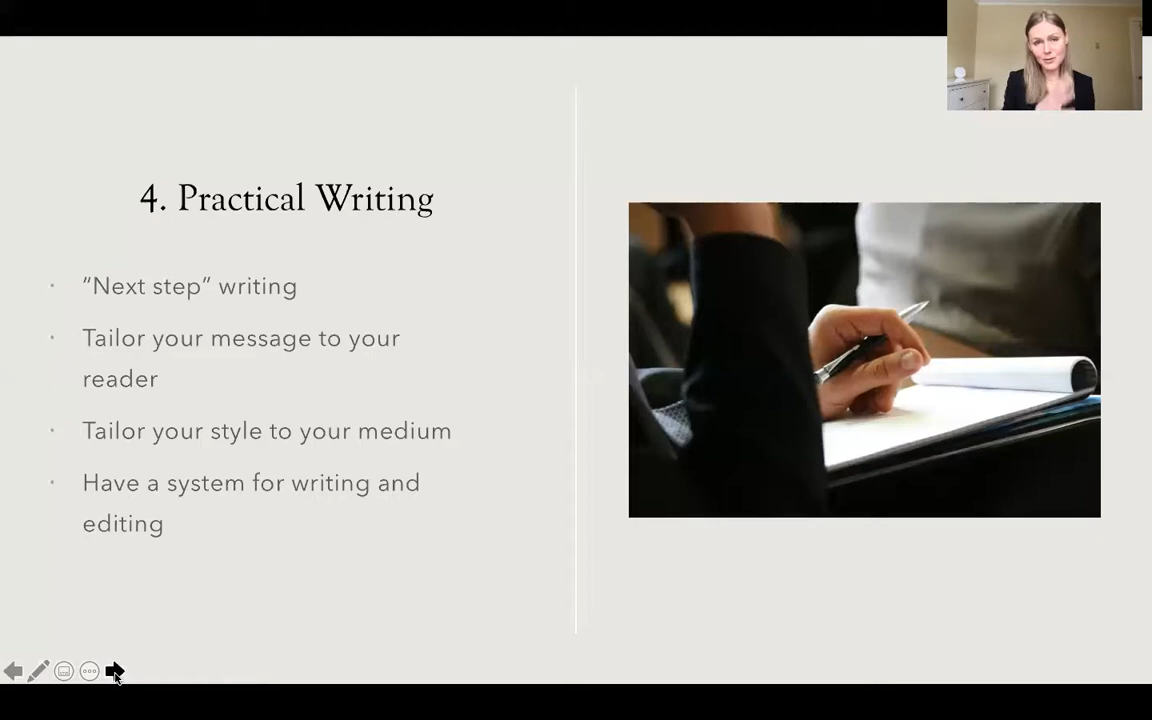 4. Practical Writing
· “Next step” writing
· Tailor your message to your
reader
· Tailor your style to your medium
· Have a system for writing and
editing